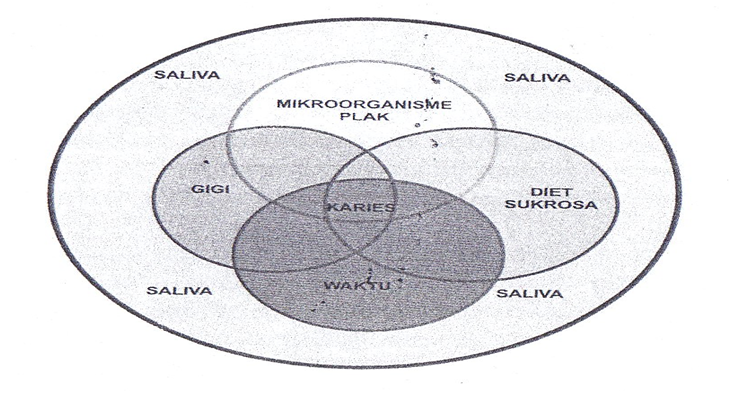 SALIVA
SALIVA
MIKROORGANISME
PLAK
GIGI
DIET
SUKROSA
KARIES
WAKTU
SALIVA
SALIVA